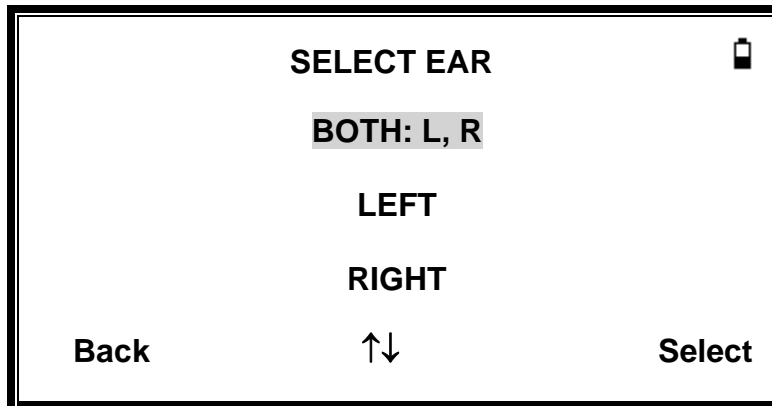 SELECT EAR
BOTH: L, R
LEFT
RIGHT
Back ↑↓ Select